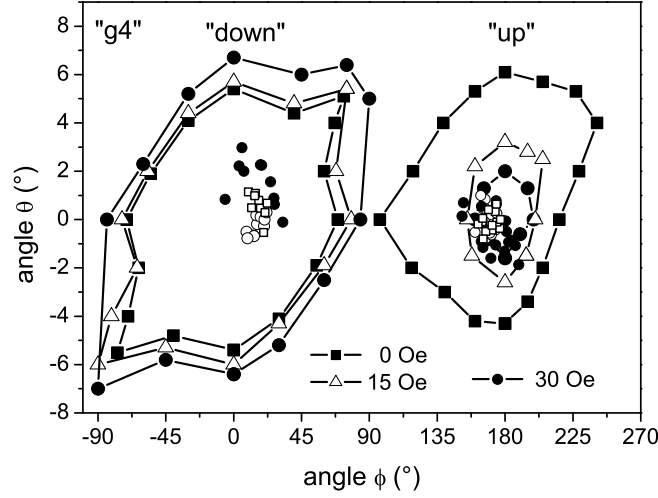 "g4" "down" "up"
8
6
4
2
0
-2
-4
-6
-8
angle θ (°)
0 Oe
15 Oe 30 Oe
-90 -45 0 45 90 135 180 225 270
angle ϕ (°)